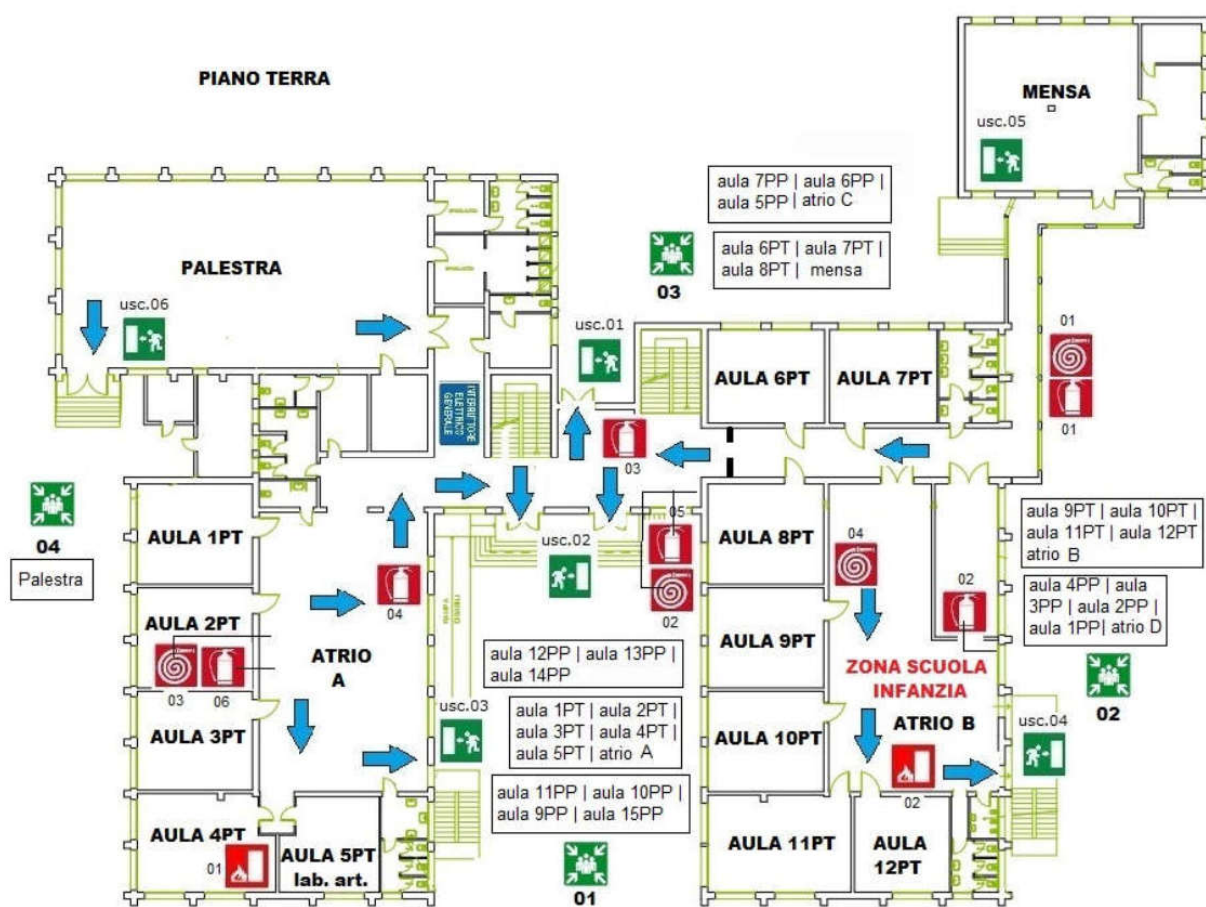 PIANO TERRA
MENSA
usc.05
aula 7PP | aula 6PP |
aula 5PP | atrio C
aula 6PT | aula 7PT |
aula 8PT | mensa
03
PALESTRA
usc.06
usc.01
01
01
AULA 6PT
AULA 7PT
INTERRUTTORE
ELETTRICO
GENERALE
03
04
Palestra
AULA 1PT
usc.02
05
02
AULA 8PT
04
02
aula 9PT | aula 10PT |
aula 11PT | aula 12PT
atrio B
aula 4PP | aula
3PP | aula 2PP |
aula 1PP | atrio D
02
04
AULA 2PT
03
06
ATRIO
A
AULA 9PT
ZONA SCUOLA
INFANZIA
ATRIO B
aula 12PP | aula 13PP |
aula 14PP
aula 1PT | aula 2PT |
aula 3PT | aula 4PT |
aula 5PT | atrio A
aula 11PP | aula 10PP |
aula 9PP | aula 15PP
01
usc.03
usc.04
AULA 3PT
AULA 10PT
02
AULA 4PT
01
AULA 5PT
lab. art.
AULA 11PT
AULA
12PT